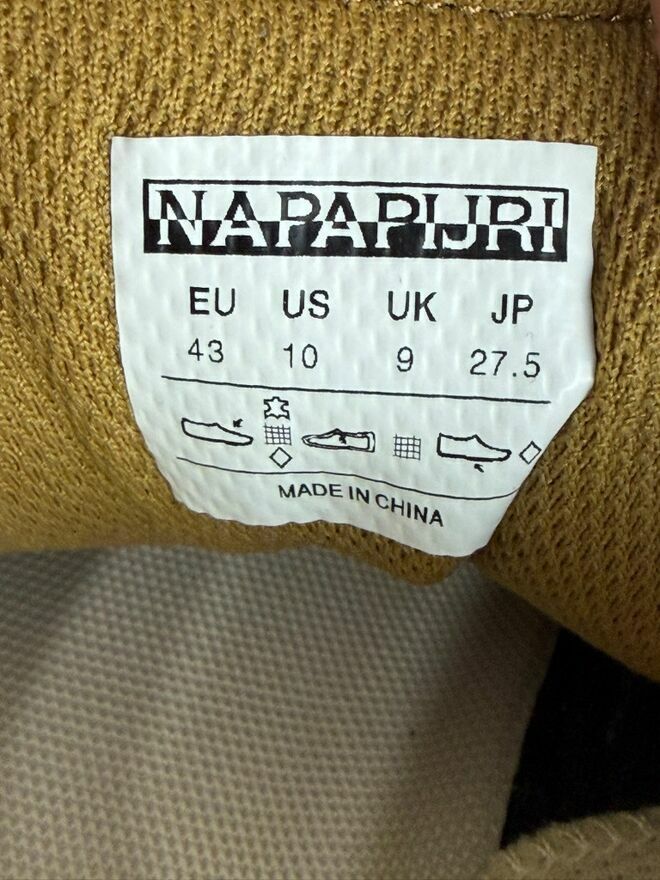 NAPAPIJRI
EU US UK JP
43 10 9 27.5
MADE IN CHINA